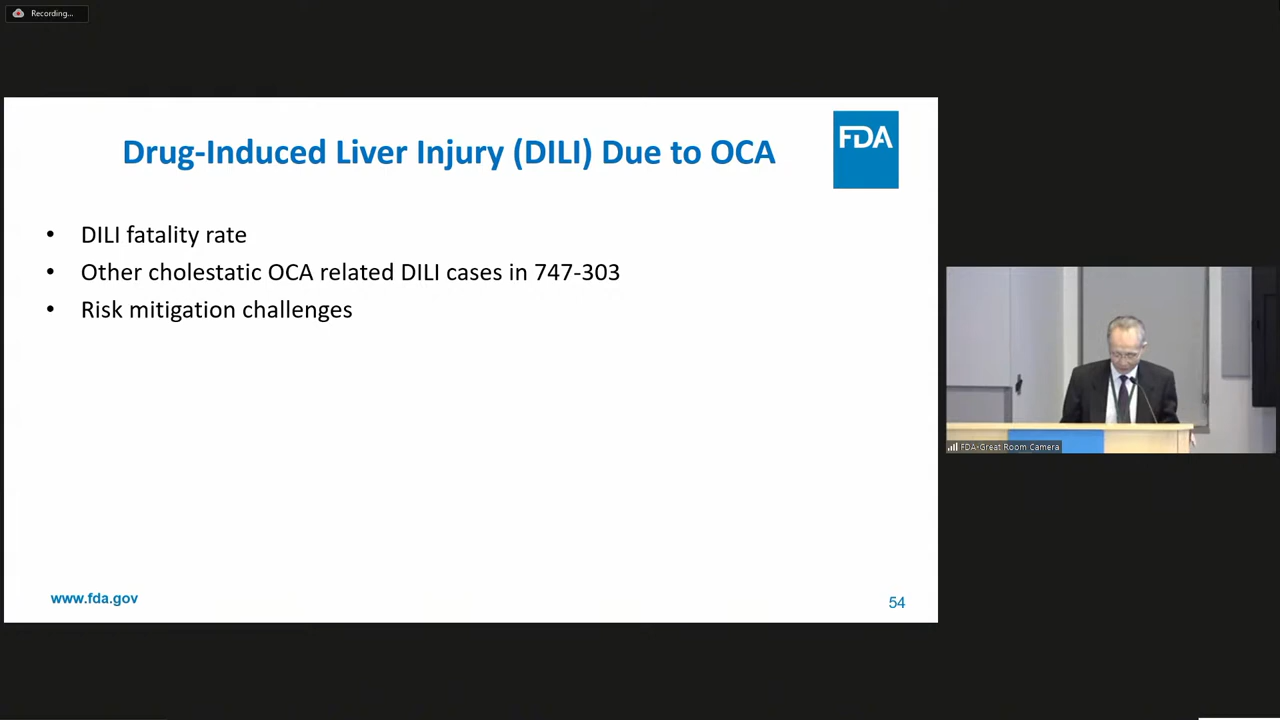 Recording...
Drug-Induced Liver Injury (DILI) Due to OCA
FDA
• DILI fatality rate
• Other cholestatic OCA related DILI cases in 747-303
• Risk mitigation challenges
FDA-Great Room Camera
www.fda.gov
54